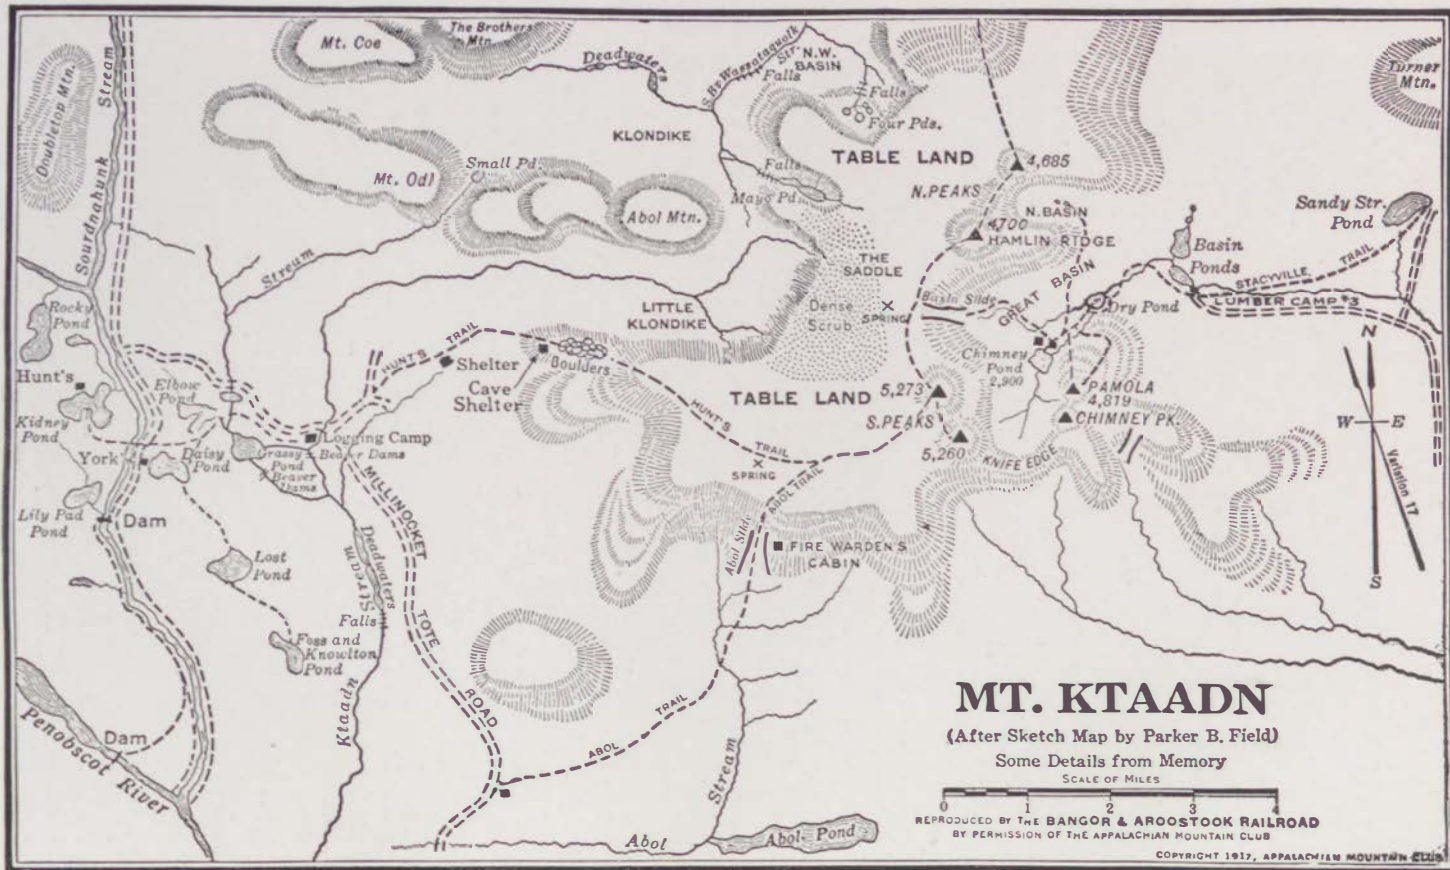 Mt. Coe
The Brothers
Mtn.
Deadwaters
S. Br. Wassataquoik
Str.
N.W.
BASIN
Falls
Falls
Four Pds.
Turner
Mtn.
Doubletop Mtn.
Stream
Sourdnahunk
KLONDIKE
TABLE LAND
4,685
N. PEAKS
Small Pd.
Mt. Odl
Abol Mtn.
Falls
Mayo Pd.
N. BASIN
4700
HAMLIN RIDGE
Sandy Str.
Pond
Basin
Ponds
STACYVILLE TRAIL
LUMBER CAMP #3
Stream
THE
SADDLE
Dense
Scrub
SPRING
Basin Slide
GREAT BASIN
Dry Pond
LITTLE
KLONDIKE
Rocky
Pond
HUNT'S TRAIL
Shelter
Cave
Shelter
Boulders
Chimney
Pond
2,900
N
Hunt's
Elbow
Pond
Kidney
Pond
TABLE LAND
5,273
PAMOLA
4,819
S. PEAKS
CHIMNEY PK.
W E
Variation 17
S
York's
Daisy
Pond
Grassy
Pond
Beaver
Dams
Logging Camp
Beaver Dams
HUNT'S TRAIL
SPRING
5,260
KNIFE EDGE
ABOL TRAIL
Lily Pad
Pond
Dam
MILLINOCKET
TOTE
ROAD
Deadwaters
Stream
Falls
Ktaadn
Abol Slide
FIRE WARDEN'S
CABIN
Lost
Pond
Foss and
Knowlton
Pond
Dam
Penobscot River
ABOL TRAIL
Stream
Abol
Abol Pond
MT. KTAADN
(After Sketch Map by Parker B. Field)
Some Details from Memory
SCALE OF MILES
0 1 2 3 4
REPRODUCED BY THE BANGOR & AROOSTOOK RAILROAD
BY PERMISSION OF THE APPALACHIAN MOUNTAIN CLUB
COPYRIGHT 1917, APPALACHIAN MOUNTAIN CLUB